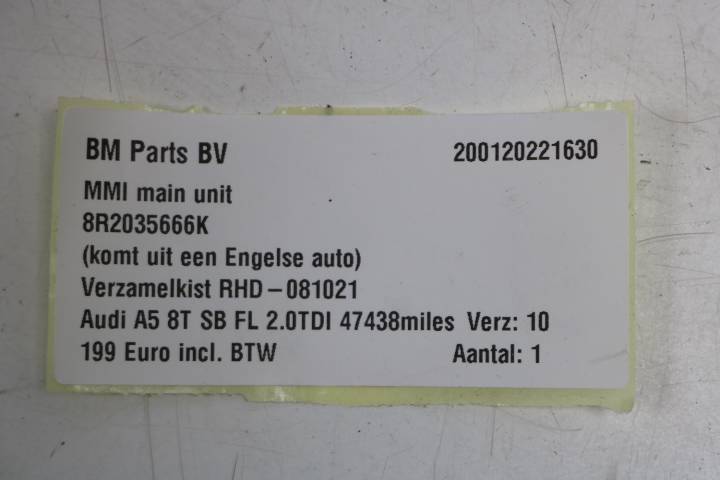 BM Parts BV 200120221630
MMI main unit
8R2035666K
(komt uit een Engelse auto)
Verzamelkist RHD-081021
Audi A5 8T SB FL 2.0TDI 47438miles Verz: 10
199 Euro incl. BTW Aantal: 1